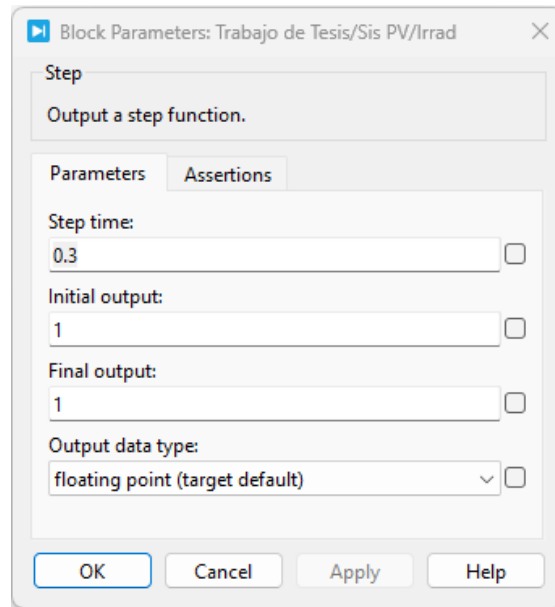 Block Parameters: Trabajo de Tesis/Sis PV/Irrad
Step
Output a step function.
Parameters Assertions
Step time:
0.3
Initial output:
1
Final output:
1
Output data type:
floating point (target default)
OK Cancel Apply Help